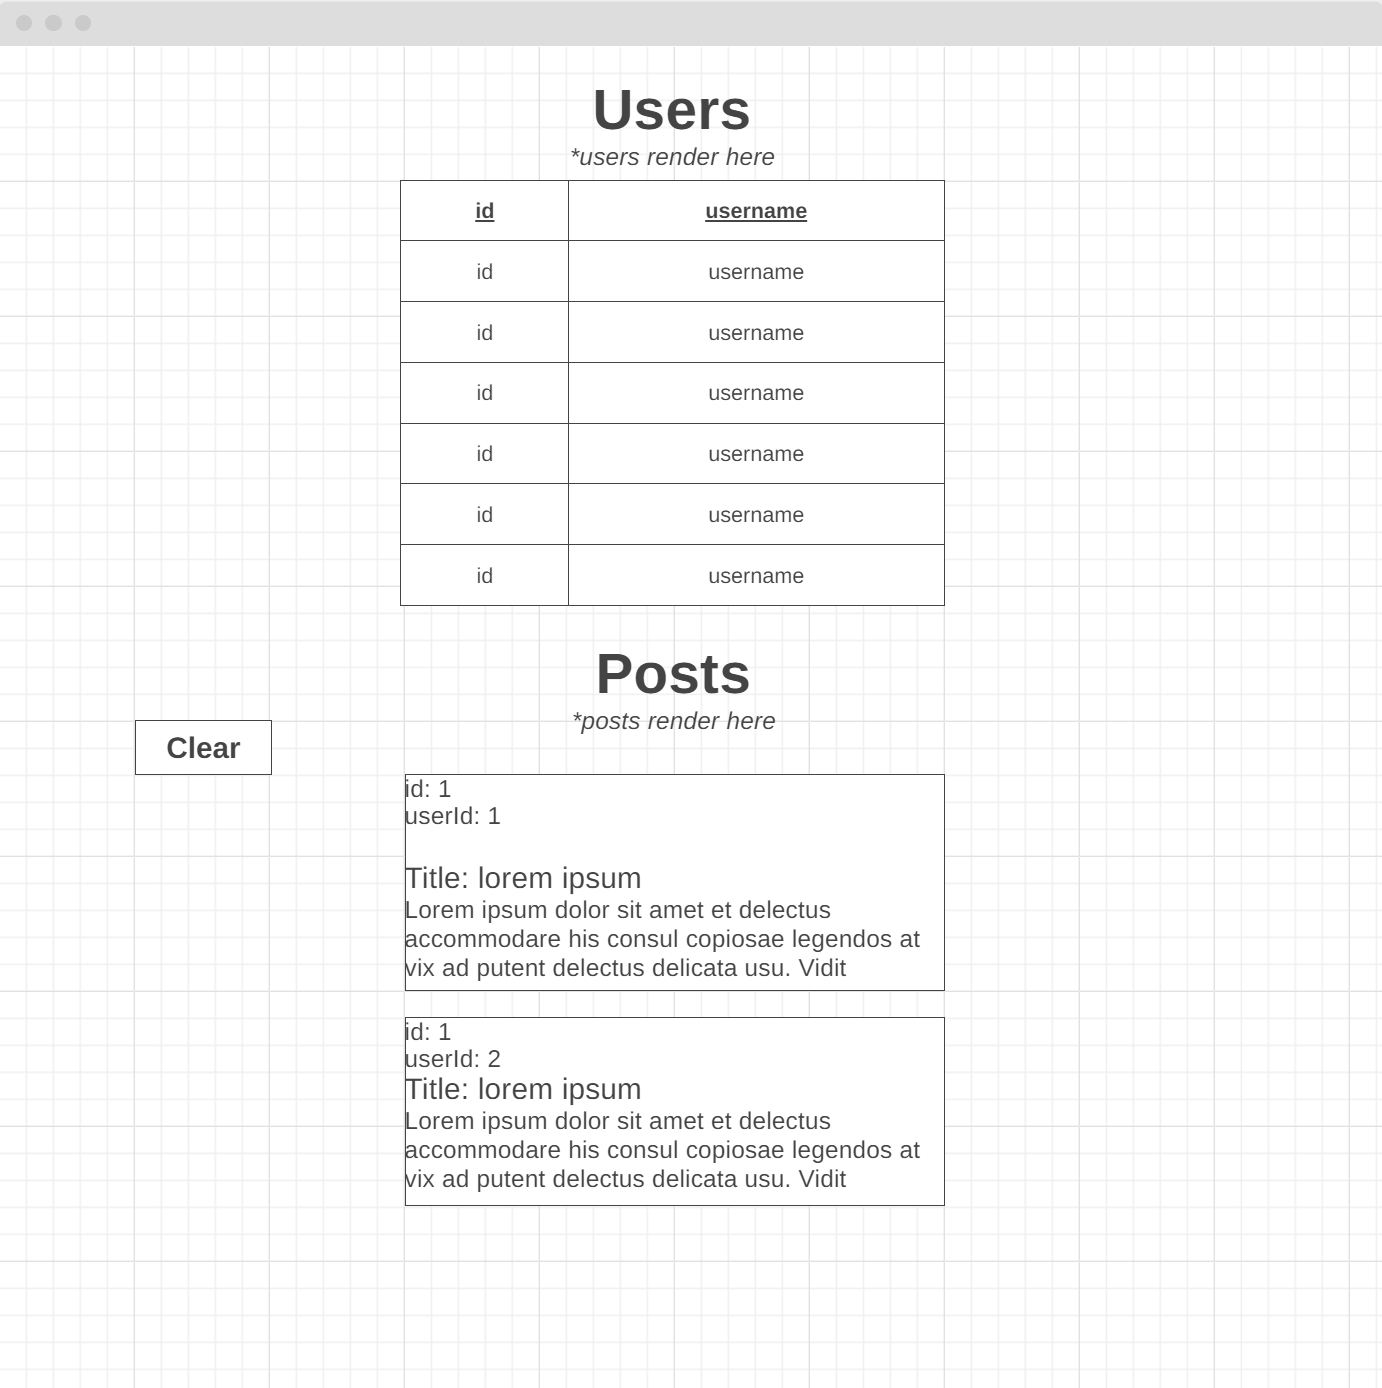 Users
*users render here
id username
id username
id username
id username
id username
id username
id username
Posts
*posts render here
Clear
id: 1
userId: 1
Title: lorem ipsum
Lorem ipsum dolor sit amet et delectus
accommodare his consul copiosae legendos at
vix ad putent delectus delicata usu. Vidit
id: 1
userId: 2
Title: lorem ipsum
Lorem ipsum dolor sit amet et delectus
accommodare his consul copiosae legendos at
vix ad putent delectus delicata usu. Vidit